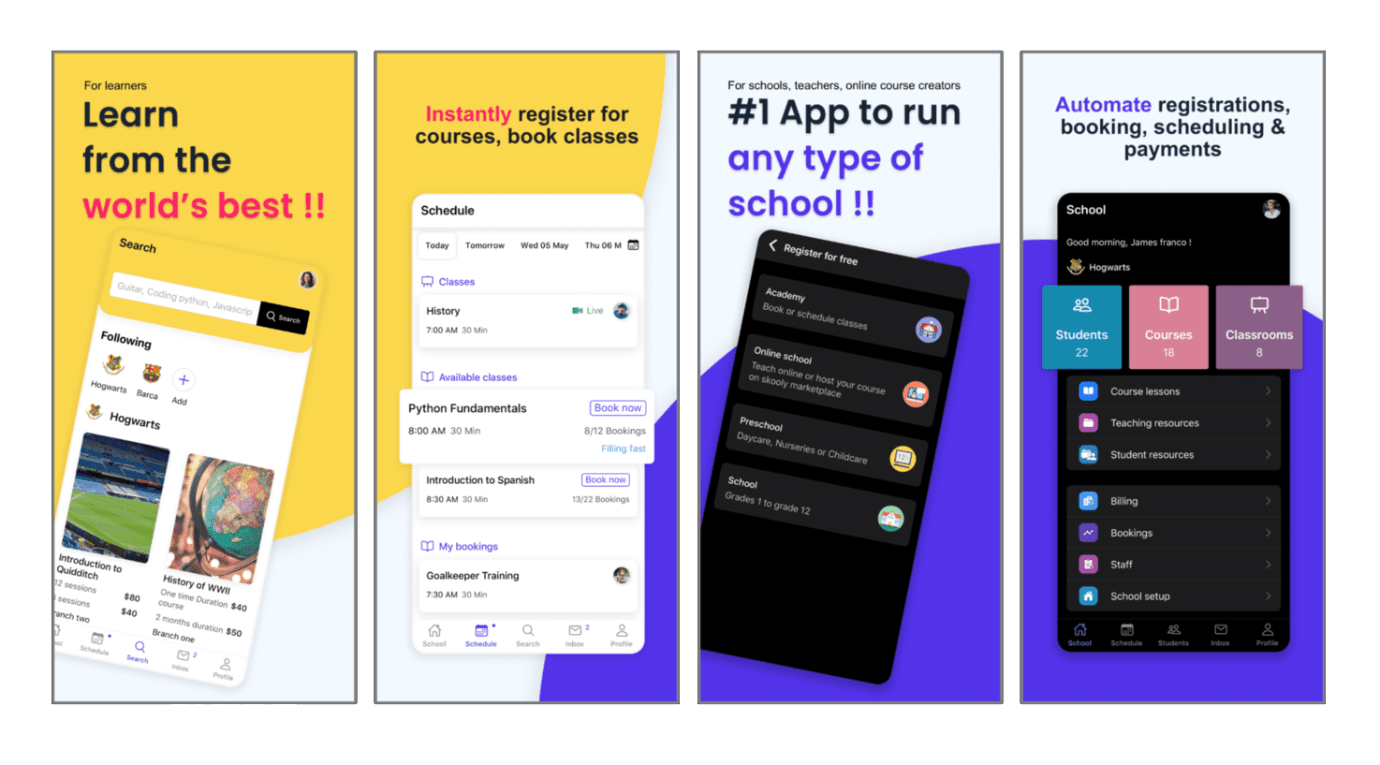 For learners
Learn
from the
world's best !!
Search
Guitar, Coding python, Javascrip
Search
Following
Hogwarts
Barca
Add
Hogwarts
Introduction to
Quidditch
12 sessions $80
sessions $40
Branch two
History of WWII
One time Duration $40
course
2 months duration $50
Branch one
Schedule
Search
Inbox 2
Profile
Instantly register for
courses, book classes
Schedule
Today Tomorrow Wed 05 May Thu 06 M
Classes
History Live
7:00 AM 30 Min
Available classes
Python Fundamentals Book now
8:00 AM 30 Min 8/12 Bookings
Filling fast
Introduction to Spanish Book now
8:30 AM 30 Min 13/22 Bookings
My bookings
Goalkeeper Training
7:30 AM 30 Min
2
School Schedule Search Inbox Profile
For schools, teachers, online course creators
#1 App to run
any type of
school !!
Register for free
Academy
Book or schedule classes
Online school
Teach online or host your course
on skooly marketplace
Preschool
Daycare, Nurseries or Childcare
School
Grades 1 to grade 12
Automate registrations,
booking, scheduling &
payments
School
Good morning, James franco !
Hogwarts
Students Courses Classrooms
22 18 8
Course lessons
Teaching resources
Student resources
Billing
Bookings
Staff
School setup
School Schedule Students Inbox Profile